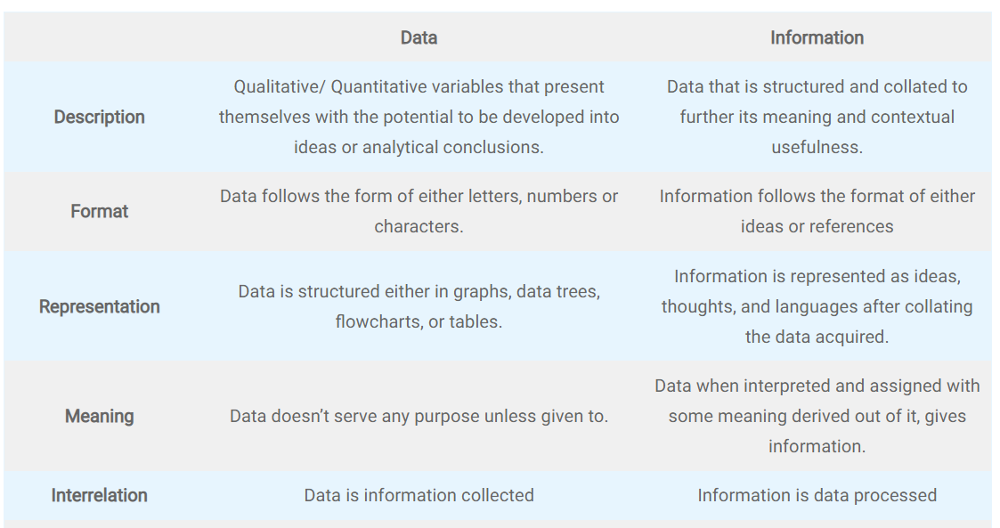 Data Information
Description
Qualitative/ Quantitative variables that present
themselves with the potential to be developed into
ideas or analytical conclusions.
Data that is structured and collated to
further its meaning and contextual
usefulness.
Format
Data follows the form of either letters, numbers or
characters.
Information follows the format of either
ideas or references
Representation
Data is structured either in graphs, data trees,
flowcharts, or tables.
Information is represented as ideas,
thoughts, and languages after collating
the data acquired.
Meaning
Data doesn’t serve any purpose unless given to.
Data when interpreted and assigned with
some meaning derived out of it, gives
information.
Interrelation
Data is information collected
Information is data processed